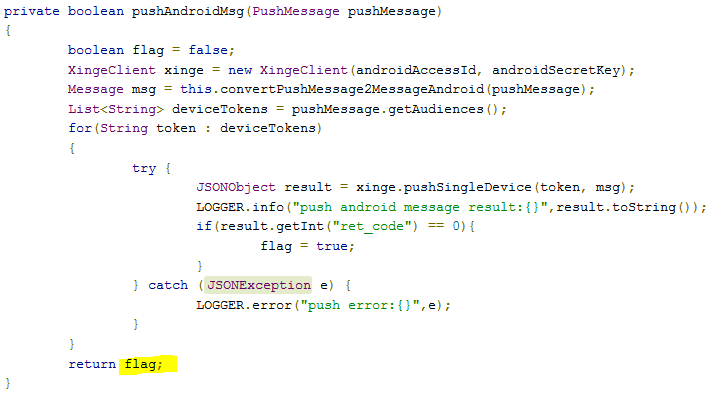 private boolean pushAndroidMsg(PushMessage pushMessage)
{
boolean flag = false;
XingeClient xinge = new XingeClient(androidAccessId, androidSecretKey);
Message msg = this.convertPushMessage2MessageAndroid(pushMessage);
List<String> deviceTokens = pushMessage.getAudiences();
for(String token : deviceTokens)
{
try {
JSONObject result = xinge.pushSingleDevice(token, msg);
LOGGER.info("push android message result:{}",result.toString());
if(result.getInt("ret_code") == 0){
flag = true;
}
} catch (JSONException e) {
LOGGER.error("push error:{}",e);
}
}
return flag;
}